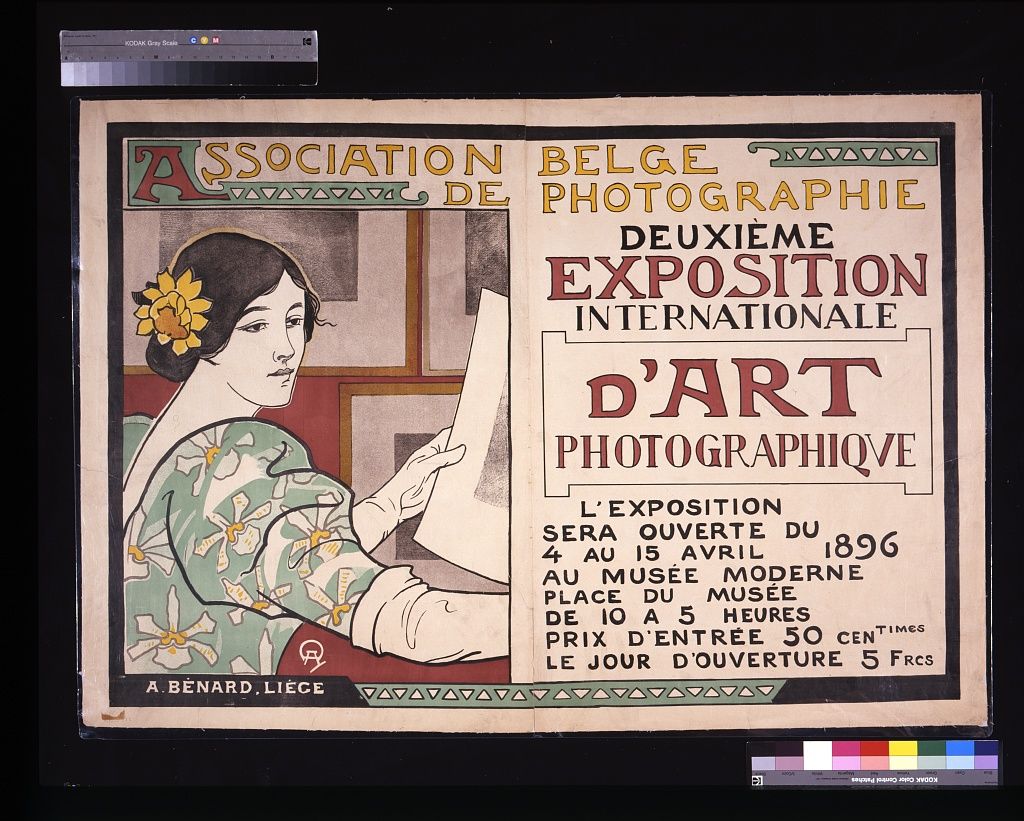 KODAK Gray Scale
C Y M
ASSOCIATION BELGE
DE PHOTOGRAPHIE
DEUXIÈME
EXPOSITION
INTERNATIONALE
D'ART
PHOTOGRAPHIQVE
L'EXPOSITION
SERA OUVERTE DU
4 AU 15 AVRIL 1896
AU MUSÉE MODERNE
PLACE DU MUSÉE
DE 10 A 5 HEURES
PRIX D'ENTRÉE 50 CENTIMES
LE JOUR D'OUVERTURE 5 FRCS
A. BÉNARD, LIÉGE
KODAK Color Control Patches